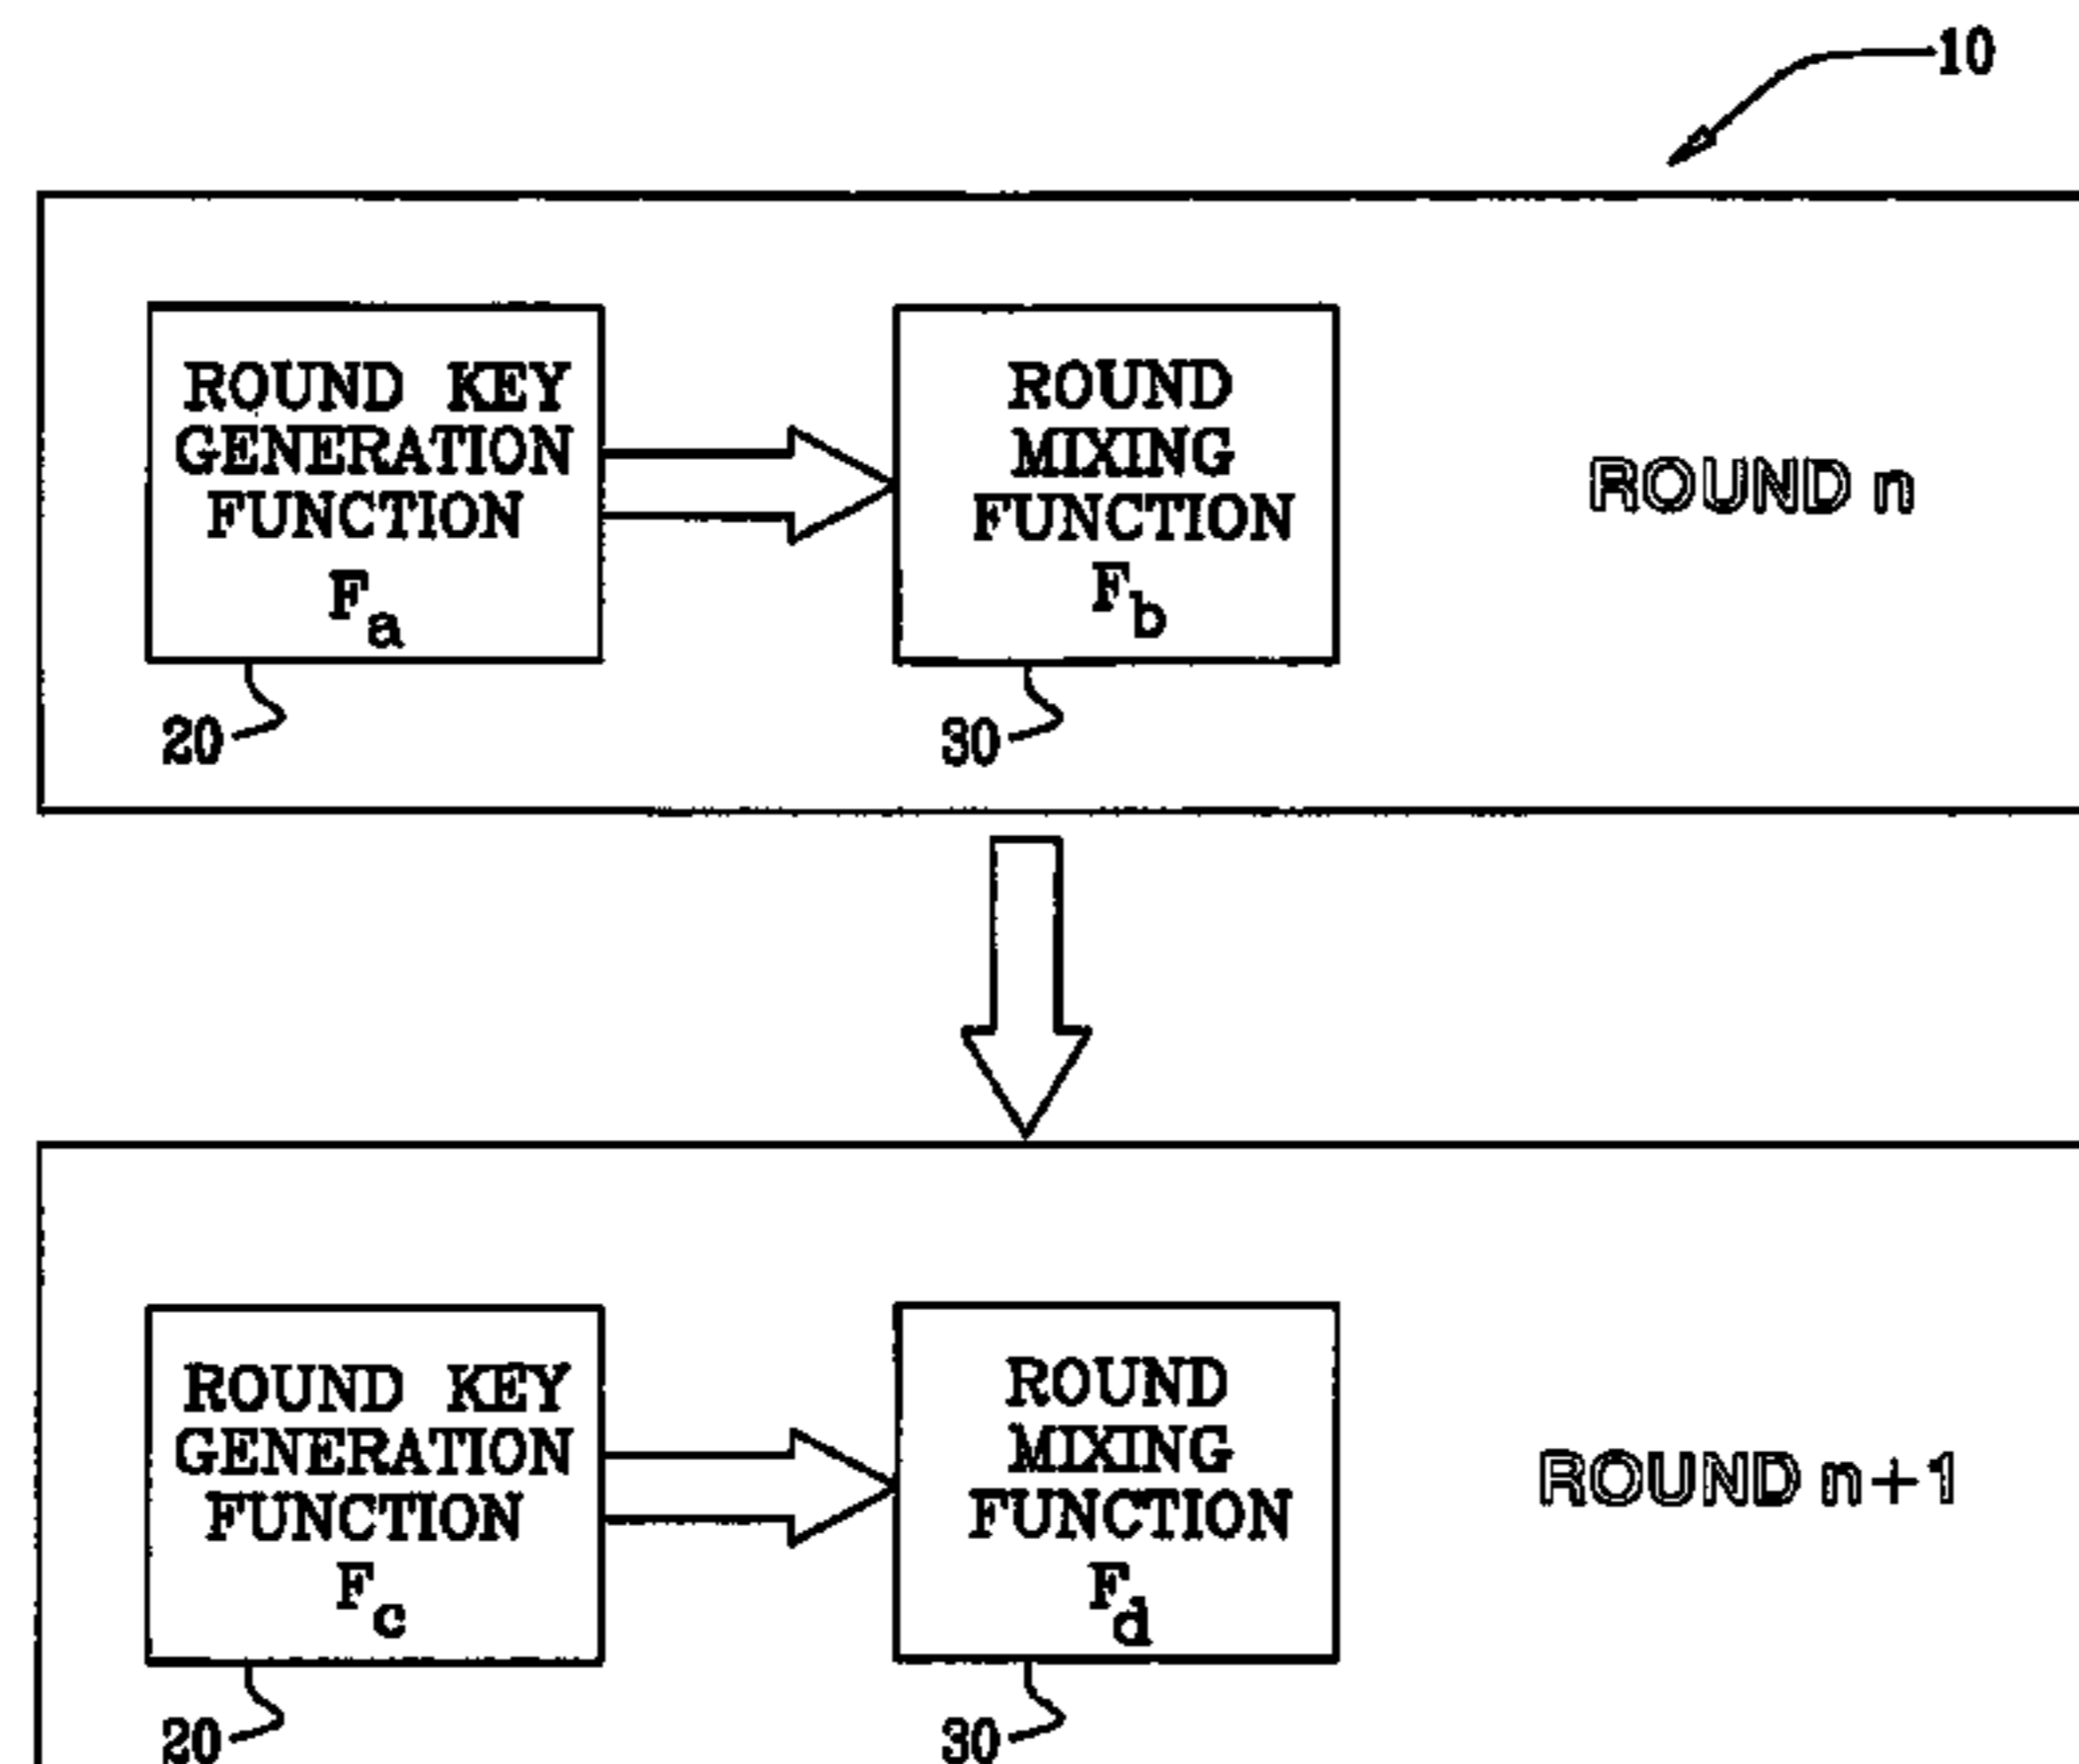 10
ROUND KEY
GENERATION
FUNCTION
Fa
20
ROUND
MIXING
FUNCTION
Fb
30
ROUND n
ROUND KEY
GENERATION
FUNCTION
Fc
20
ROUND
MIXING
FUNCTION
Fd
30
ROUND n+1